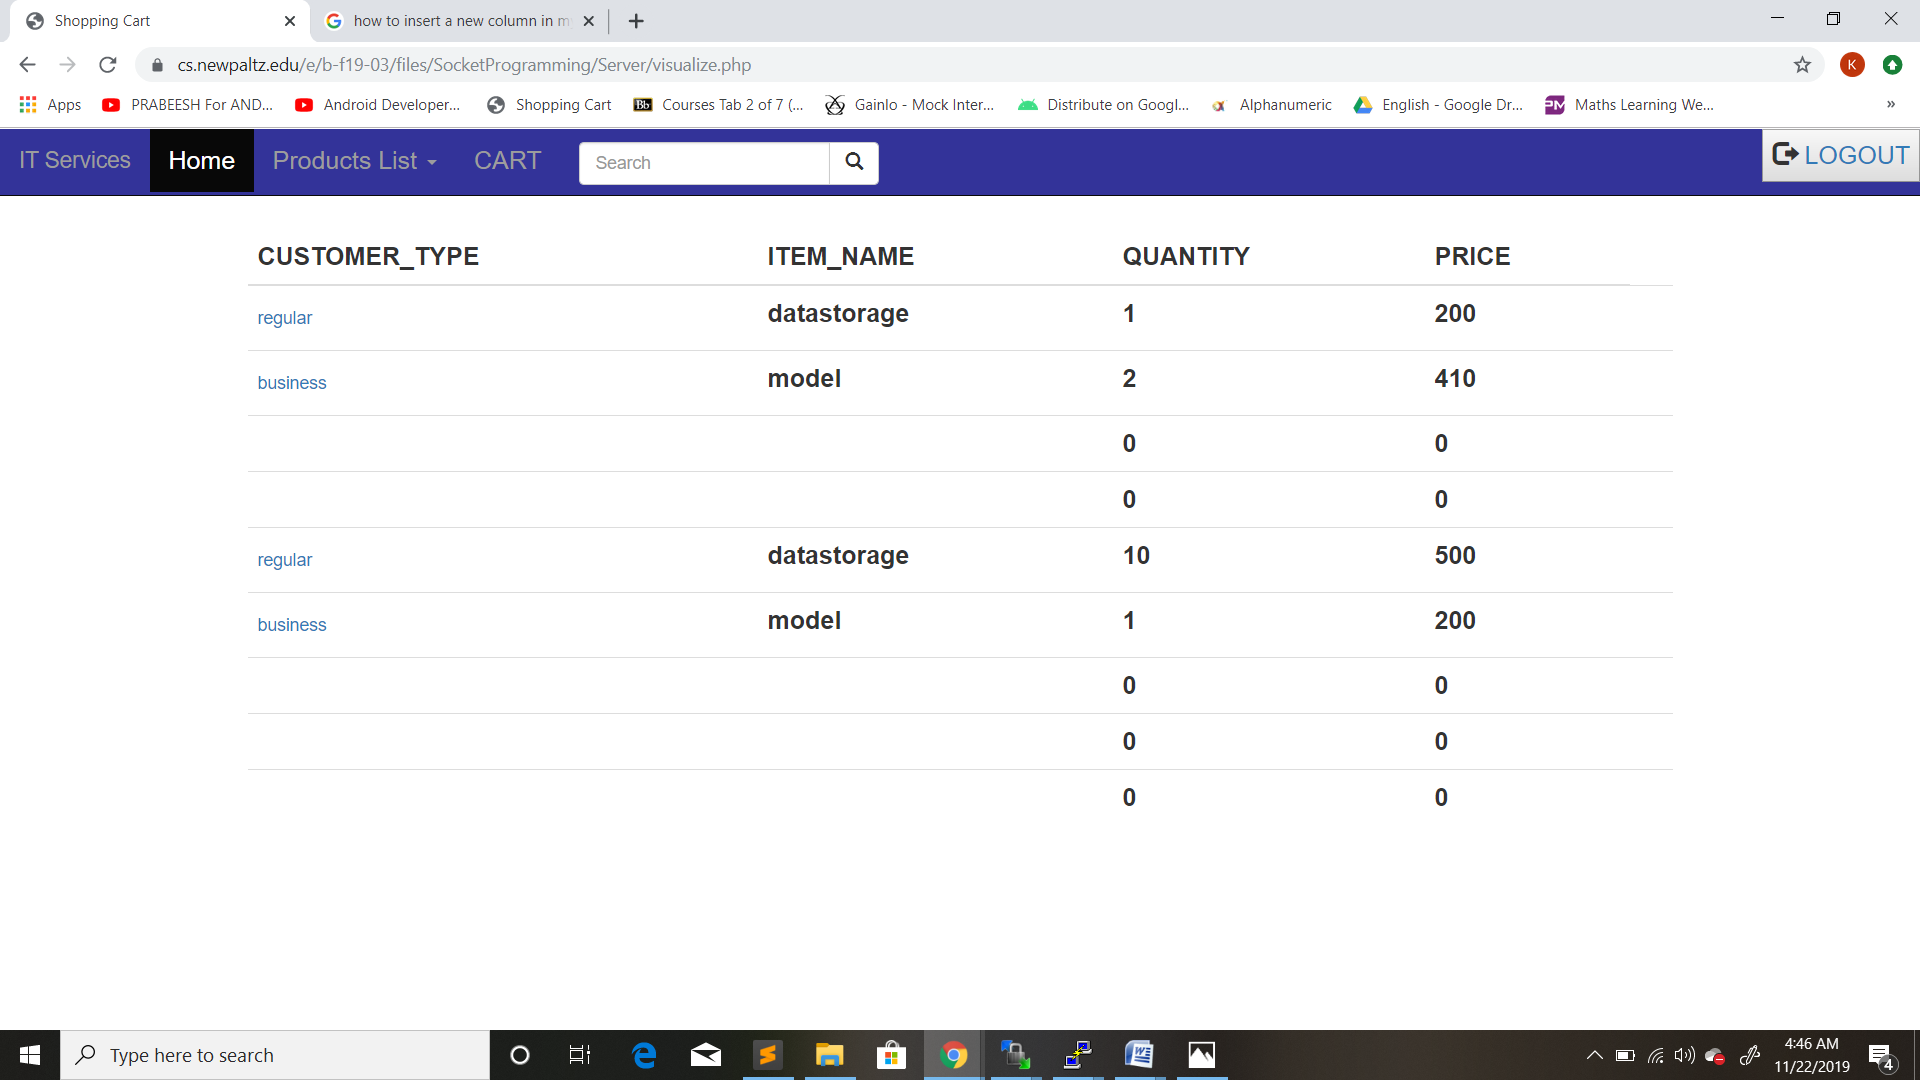 Shopping Cart
how to insert a new column in m
cs.newpaltz.edu/e/b-f19-03/files/SocketProgramming/Server/visualize.php
K
Apps PRABEESH For AND... Android Developer... Shopping Cart Bb Courses Tab 2 of 7 (... Gainlo - Mock Inter... Distribute on Googl... Alphanumeric English - Google Dr... PM Maths Learning We... »
IT Services Home Products List CART Search LOGOUT
CUSTOMER_TYPE ITEM_NAME QUANTITY PRICE
regular datastorage 1 200
business model 2 410
0 0
0 0
regular datastorage 10 500
business model 1 200
0 0
0 0
0 0
Type here to search
4:46 AM
11/22/2019
4